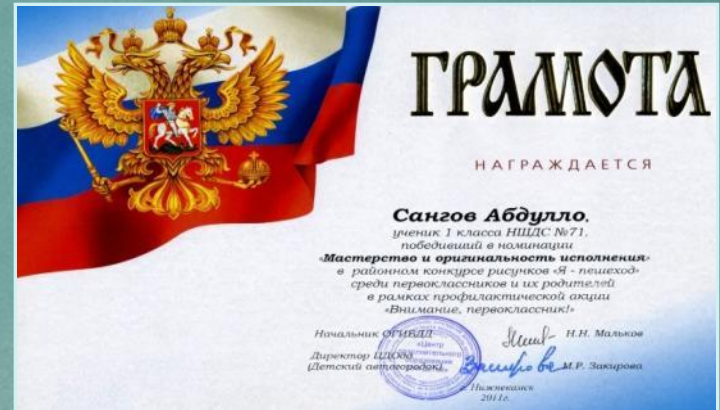 ГРАМОТА
НАГРАЖДАЕТСЯ
Сангов Абдулло,
ученик 1 класса НШДС №71,
победивший в номинации
«Мастерство и оригинальность исполнения»
в районном конкурсе рисунков «Я - пешеход»
среди первоклассников и их родителей
в рамках профилактической акции
«Внимание, первоклассник!»
Начальник ОГИБДД Н.Н. Мальков
Директор
(Детский автогородок) М.Р. Закирова
г. Нижнекамск
2011г.